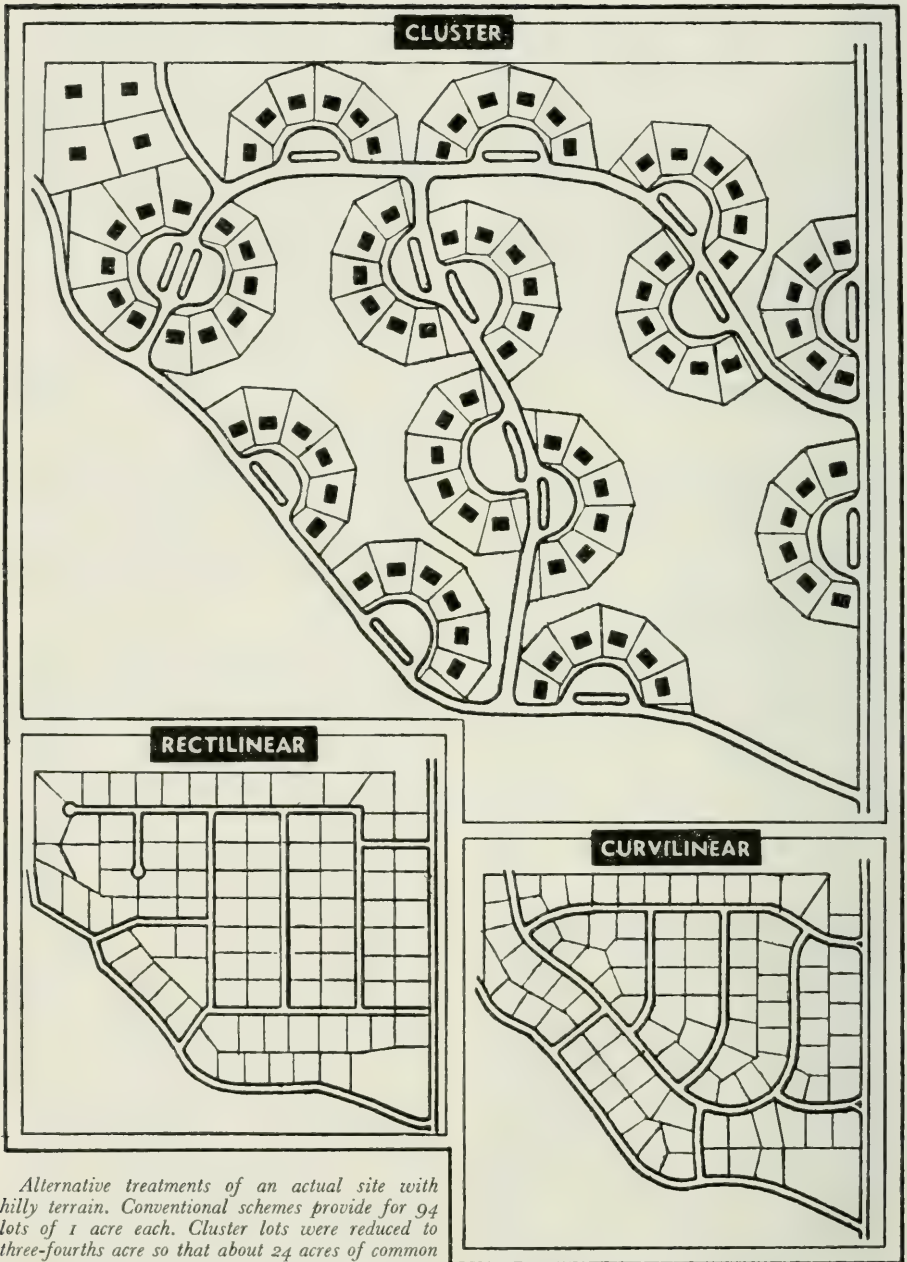 CLUSTER
RECTILINEAR
CURVILINEAR
Alternative treatments of an actual site with
hilly terrain. Conventional schemes provide for 94
lots of 1 acre each. Cluster lots were reduced to
three-fourths acre so that about 24 acres of common